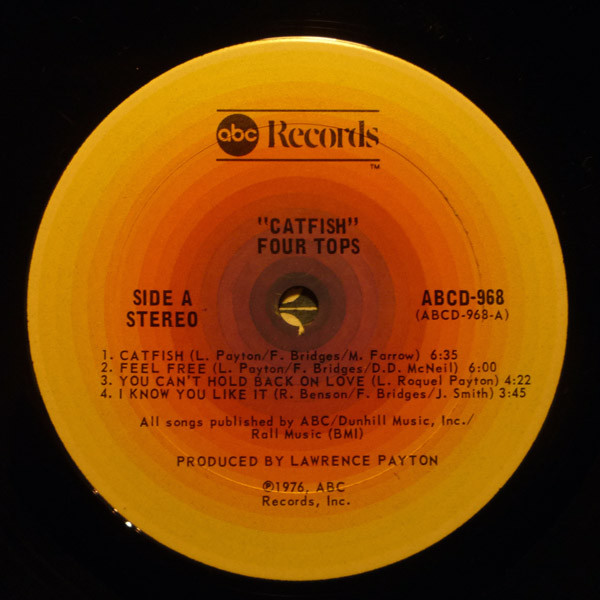 abc Records
TM
"CATFISH"
FOUR TOPS
SIDE A
STEREO
ABCD-968
(ABCD-968-A)
1. CATFISH (L. Payton/F. Bridges/M. Farrow) 6:35
2. FEEL FREE (L. Payton/F. Bridges/D.D. McNeil) 6:00
3. YOU CAN'T HOLD BACK ON LOVE (L. Roquel Payton) 4:22
4. I KNOW YOU LIKE IT (R. Benson/F. Bridges/J. Smith) 3:45
All songs published by ABC/Dunhill Music, Inc./
Rall Music (BMI)
PRODUCED BY LAWRENCE PAYTON
℗1976, ABC
Records, Inc.